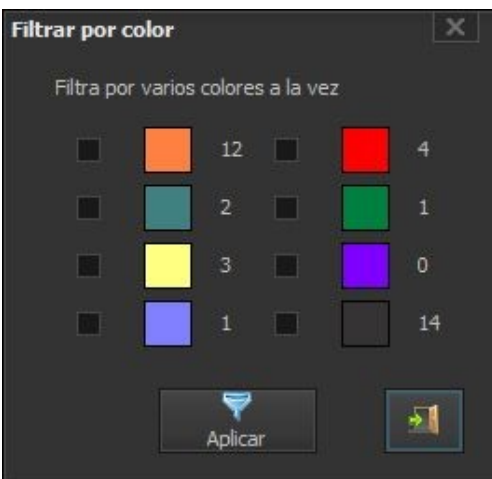 Filtrar por color
Filtra por varios colores a la vez
12 4
2 1
3 0
1 14
Aplicar